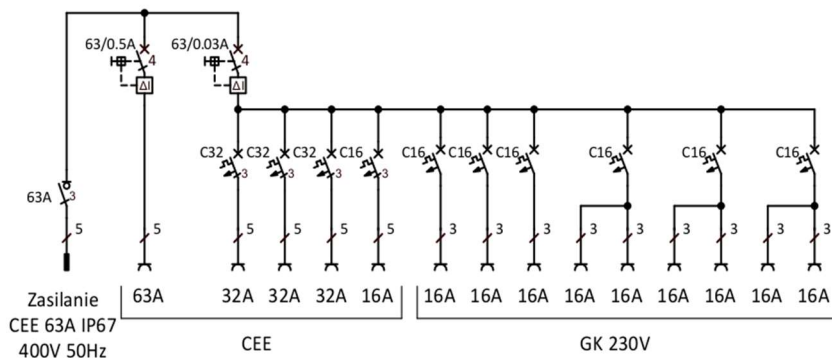 63/0.5A 63/0.03A
4 4
ΔI ΔI
C32 C32 C32 C16 C16 C16 C16 C16 C16 C16
3 3 3 3
63A 3
5 5 5 5 5 5 3 3 3 3 3 3 3 3 3
63A 32A 32A 32A 16A 16A 16A 16A 16A 16A 16A 16A 16A 16A
Zasilanie
CEE 63A IP67
400V 50Hz
CEE GK 230V